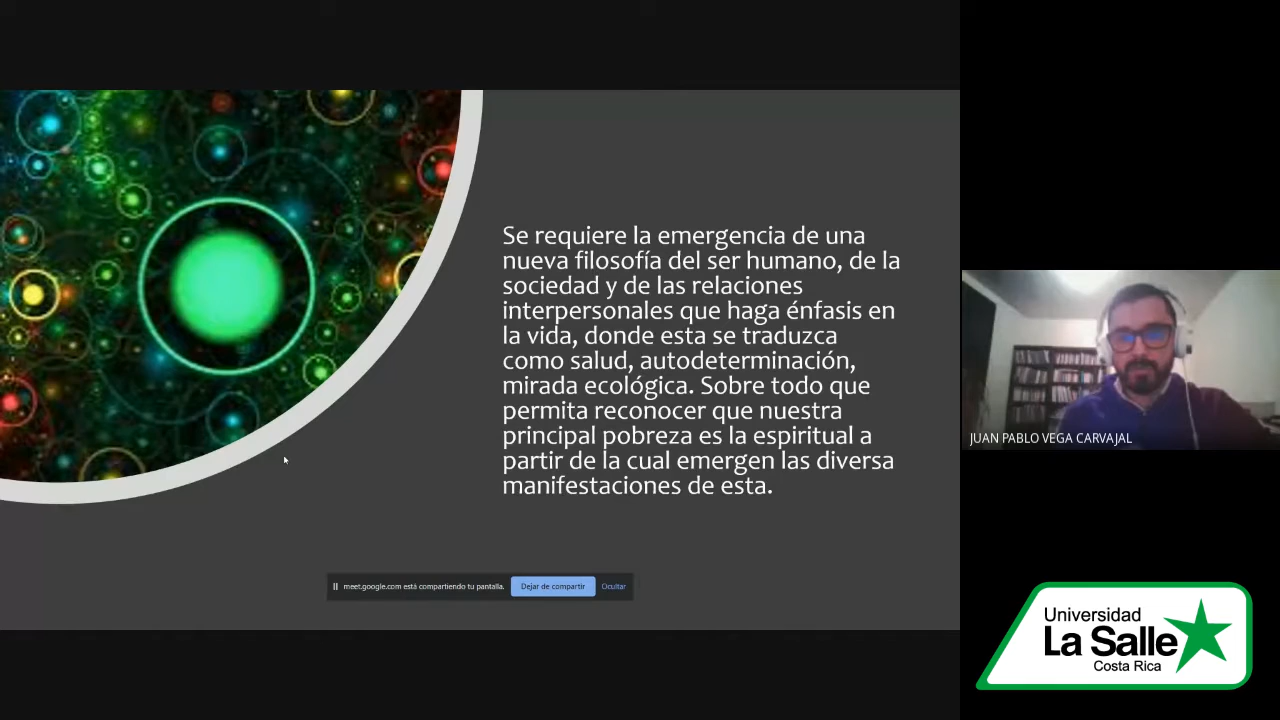 Se requiere la emergencia de una
nueva filosofía del ser humano, de la
sociedad y de las relaciones
interpersonales que haga énfasis en
la vida, donde esta se traduzca
como salud, autodeterminación,
mirada ecológica. Sobre todo que
permita reconocer que nuestra
principal pobreza es la espiritual a
partir de la cual emergen las diversa
manifestaciones de esta.
meet.google.com está compartiendo tu pantalla. Dejar de compartir Ocultar
JUAN PABLO VEGA CARVAJAL
Universidad
La Salle
Costa Rica